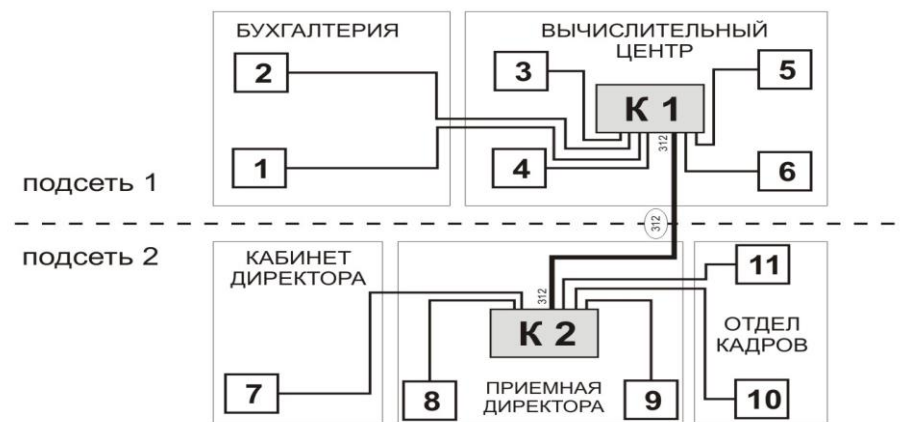 БУХГАЛТЕРИЯ
ВЫЧИСЛИТЕЛЬНЫЙ
ЦЕНТР
2
3
5
К 1
1
4
312
6
подсеть 1
312
подсеть 2
КАБИНЕТ
ДИРЕКТОРА
11
312
К 2
ОТДЕЛ
КАДРОВ
7
8
ПРИЕМНАЯ
ДИРЕКТОРА
9
10